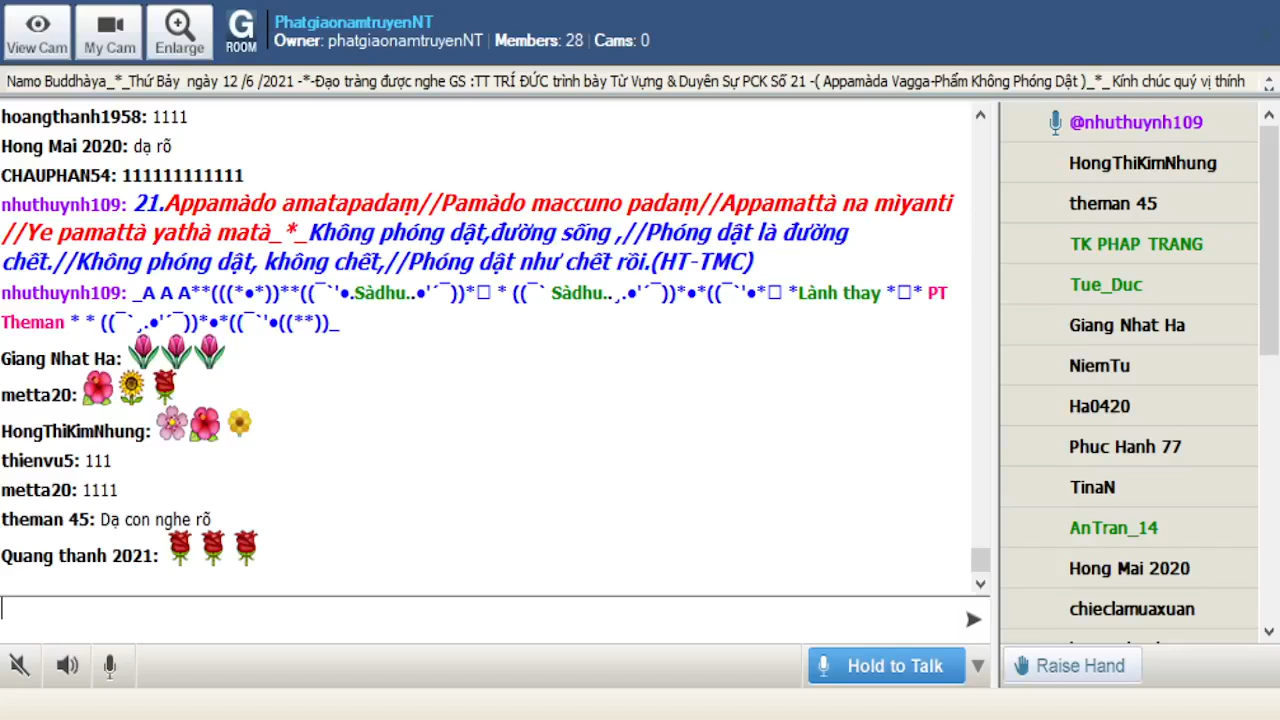 View Cam
My Cam
Enlarge
G
ROOM
PhatgiaonamtruyenNT
Owner: phatgiaonamtruyenNT | Members: 28 | Cams: 0
Namo Buddhàya_*_Thứ Bảy ngày 12 /6 /2021 -*-Đạo tràng được nghe GS :TT TRÍ ĐỨC trình bày Từ Vựng & Duyên Sự PCK Số 21 -( Appamàda Vagga-Phẩm Không Phóng Dật )_*_ Kính chúc quý vị thính
hoangthanh1958: 1111
Hong Mai 2020: dạ rõ
CHAUPHAN54: 111111111111
nhuthuynh109: 21.Appamàdo amatapadaṃ//Pamàdo maccuno padaṃ//Appamattà na mìyanti
//Ye pamattà yathà matà_*_Không phóng dật,đường sông ,//Phóng dật là đường
chết.//Không phóng dật, không chết,//Phóng dật như chết rồi.(HT-TMC)
nhuthuynh109: _A A A**(((*●*))**((¯`'●.Sàdhu..●'´¯))*□ * ((¯` Sàdhu..¸.●'´¯))*●*((¯`'●*□ *Lành thay *□* PT
Theman * * ((¯`¸.●'´¯))*●*((¯`'●((**))_
Giang Nhat Ha:
metta20:
HongThiKimNhung:
thienvu5: 111
metta20: 1111
theman 45: Dạ con nghe rõ
Quang thanh 2021:
Hold to Talk
@nhuthuynh109
HongThiKimNhung
theman 45
TK PHAP TRANG
Tue_Duc
Giang Nhat Ha
NiemTu
Ha0420
Phuc Hanh 77
TinaN
AnTran_14
Hong Mai 2020
chieclamuaxuan
Raise Hand